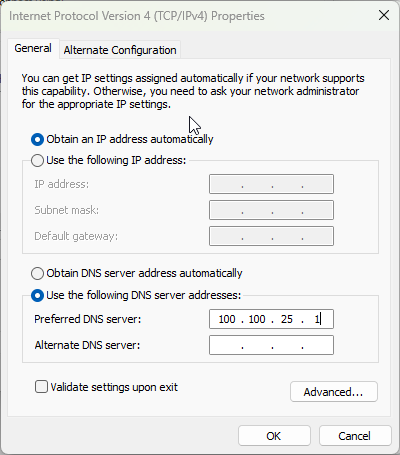 Internet Protocol Version 4 (TCP/IPv4) Properties
General
Alternate Configuration
You can get IP settings assigned automatically if your network supports
this capability. Otherwise, you need to ask your network administrator
for the appropriate IP settings.
Obtain an IP address automatically
Use the following IP address:
IP address: . . .
Subnet mask: . . .
Default gateway: . . .
Obtain DNS server address automatically
Use the following DNS server addresses:
Preferred DNS server: 100 . 100 . 25 . 1
Alternate DNS server: . . .
Validate settings upon exit
Advanced...
OK
Cancel